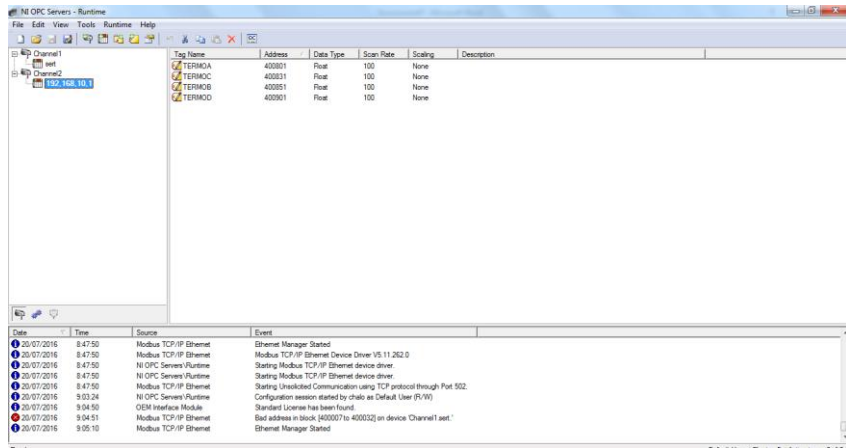 NI OPC Servers - Runtime
File Edit View Tools Runtime Help
Channel1
sert
Channel2
192,168,10,1
Tag Name Address Data Type Scan Rate Scaling Description
TERMOA 400801 Float 100 None
TERMOC 400831 Float 100 None
TERMOB 400851 Float 100 None
TERMOD 400901 Float 100 None
Date Time Source Event
20/07/2016 8:47:50 Modbus TCP/IP Ethernet Ethernet Manager Started
20/07/2016 8:47:50 Modbus TCP/IP Ethernet Modbus TCP/IP Ethernet Device Driver V5.11.262.0
20/07/2016 8:47:50 NI OPC Servers\Runtime Starting Modbus TCP/IP Ethernet device driver.
20/07/2016 8:47:50 NI OPC Servers\Runtime Starting Modbus TCP/IP Ethernet device driver.
20/07/2016 8:47:50 Modbus TCP/IP Ethernet Starting Unsolicited Communication using TCP protocol through Port 502.
20/07/2016 9:03:24 NI OPC Servers\Runtime Configuration session started by chalo as Default User (R/W)
20/07/2016 9:04:50 OEM Interface Module Standard License has been found.
20/07/2016 9:04:51 Modbus TCP/IP Ethernet Bad address in block [400007 to 400032] on device 'Channel1.sert.'
20/07/2016 9:05:10 Modbus TCP/IP Ethernet Ethernet Manager Started